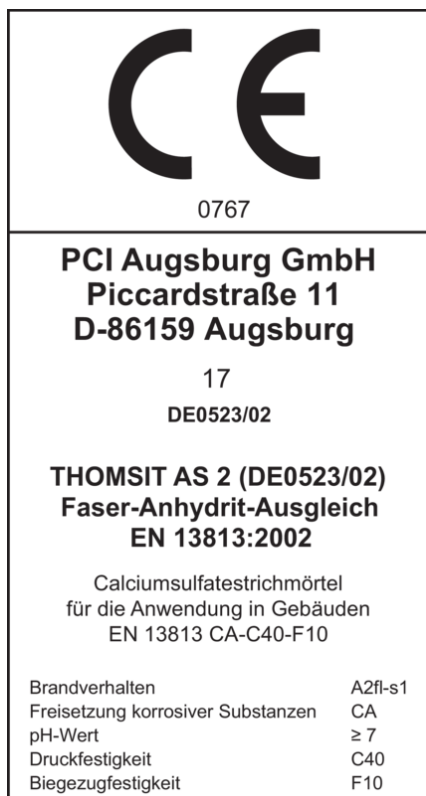 CE
0767
PCI Augsburg GmbH
Piccardstraße 11
D-86159 Augsburg
17
DE0523/02
THOMSIT AS 2 (DE0523/02)
Faser-Anhydrit-Ausgleich
EN 13813:2002
Calciumsulfatestrichmörtel
für die Anwendung in Gebäuden
EN 13813 CA-C40-F10
Brandverhalten A2fl-s1
Freisetzung korrosiver Substanzen CA
pH-Wert ≥ 7
Druckfestigkeit C40
Biegezugfestigkeit F10